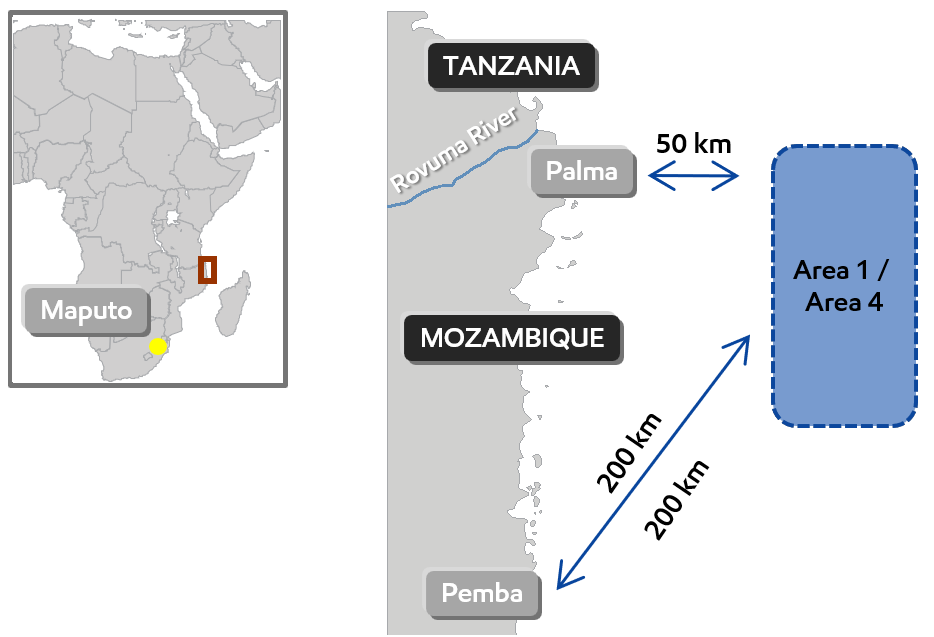 Maputo
TANZANIA
Rovuma River
Palma
50 km
Area 1 /
Area 4
MOZAMBIQUE
200 km
200 km
Pemba